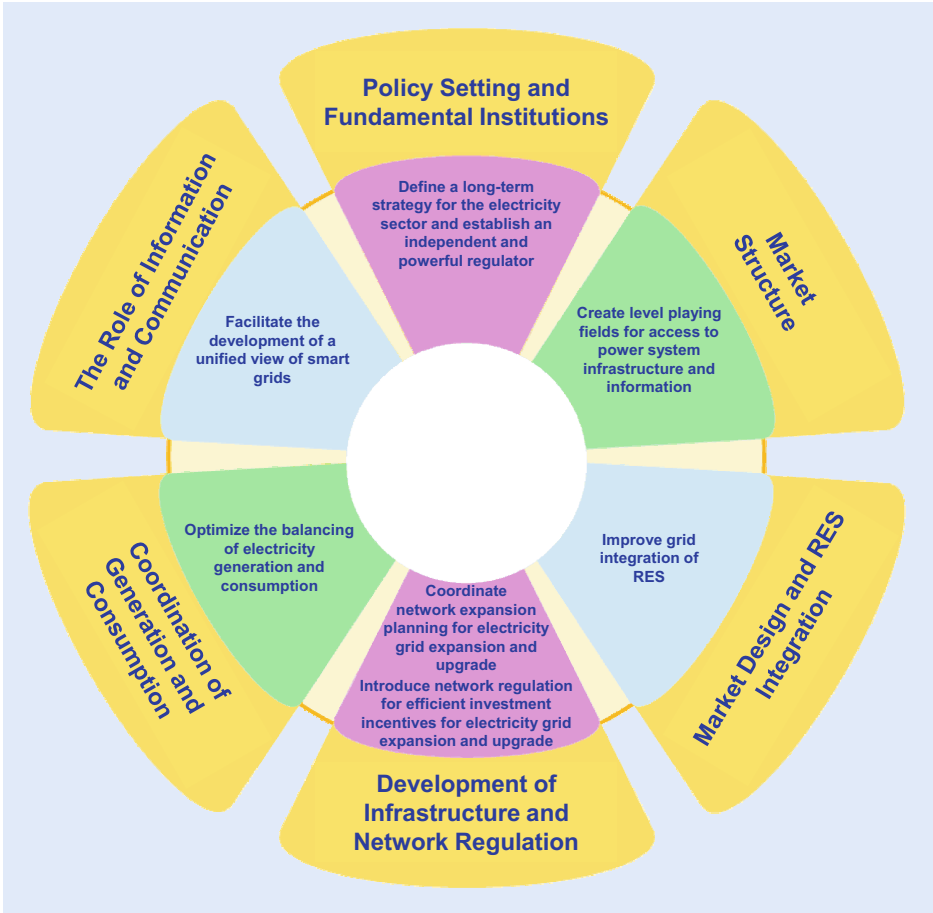 Policy Setting and
Fundamental Institutions
Define a long-term
strategy for the electricity
sector and establish an
independent and
powerful regulator
Market
Structure
Create level playing
fields for access to
power system
infrastructure and
information
Market Design and RES
Integration
Improve grid
integration of
RES
Development of
Infrastructure and
Network Regulation
Coordinate
network expansion
planning for electricity
grid expansion and
upgrade
Introduce network regulation
for efficient investment
incentives for electricity grid
expansion and upgrade
Coordination of
Generation and
Consumption
Optimize the balancing
of electricity
generation and
consumption
The Role of Information
and Communication
Facilitate the
development of a
unified view of smart
grids